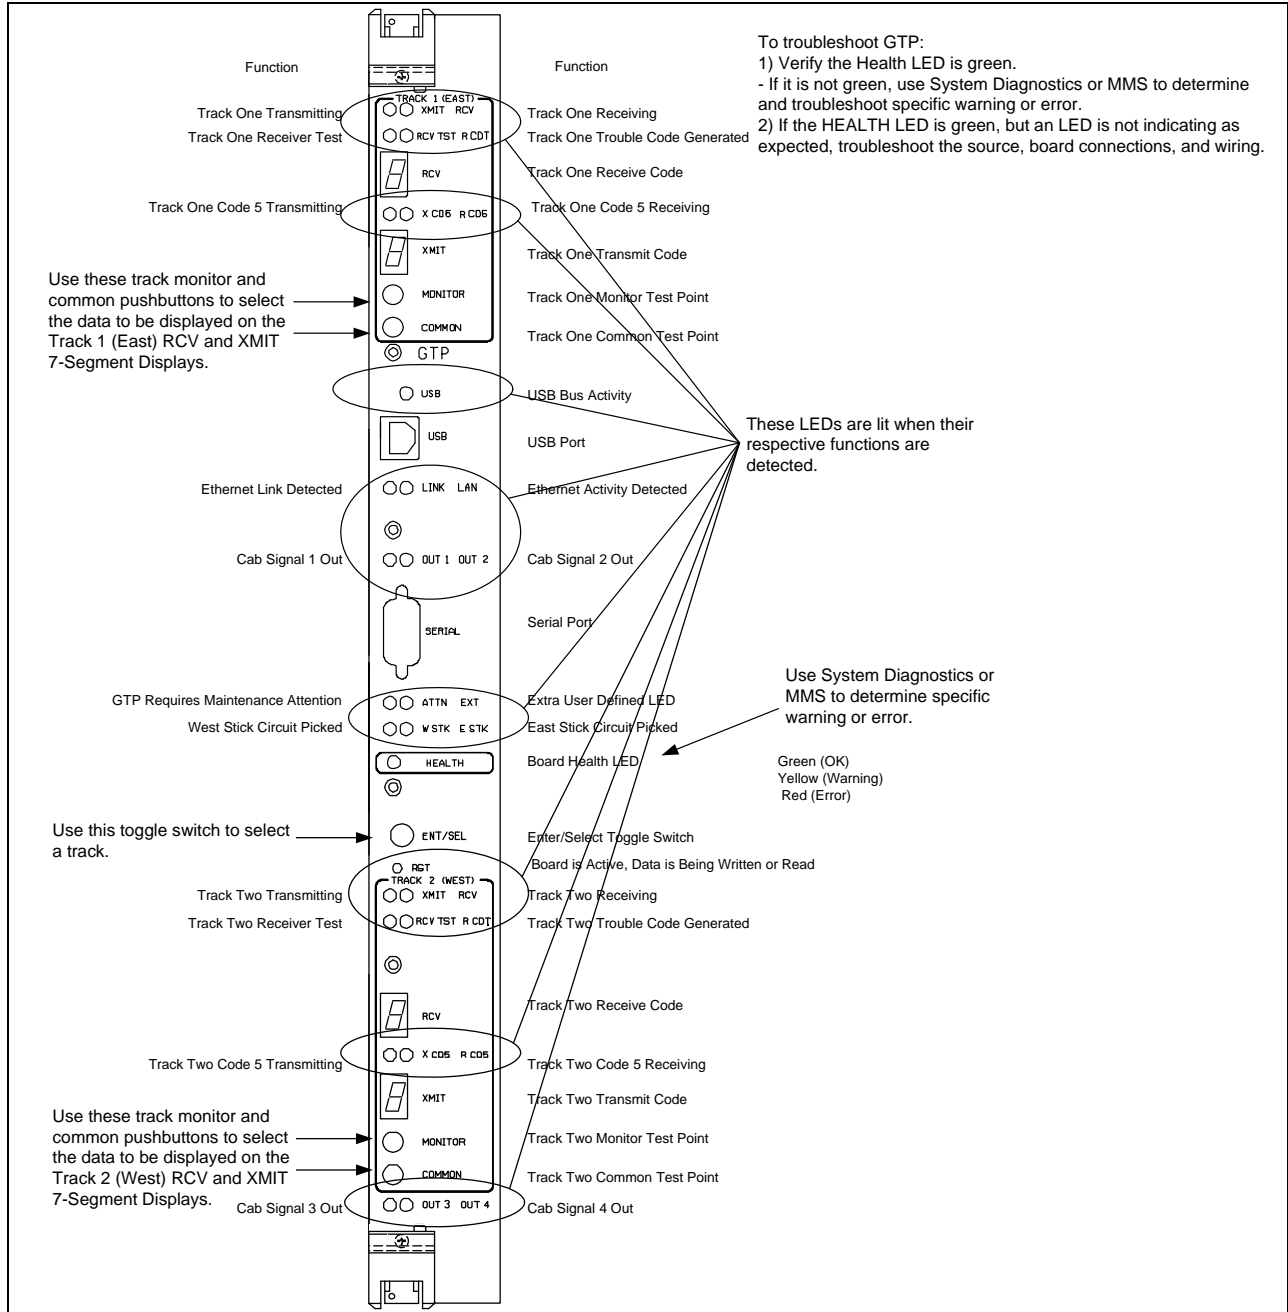 To troubleshoot GTP:
1) Verify the Health LED is green.
- If it is not green, use System Diagnostics or MMS to determine
and troubleshoot specific warning or error.
2) If the HEALTH LED is green, but an LED is not indicating as
expected, troubleshoot the source, board connections, and wiring.
Function
Function
TRACK 1 (EAST)
Track One Transmitting
XMIT RCV
Track One Receiving
Track One Receiver Test
RCV TST R CDT
Track One Trouble Code Generated
RCV
Track One Receive Code
Track One Code 5 Transmitting
X CD5 R CD5
Track One Code 5 Receiving
XMIT
Track One Transmit Code
Use these track monitor and
common pushbuttons to select
the data to be displayed on the
Track 1 (East) RCV and XMIT
7-Segment Displays.
MONITOR
Track One Monitor Test Point
COMMON
Track One Common Test Point
GTP
USB
USB Bus Activity
USB
USB Port
These LEDs are lit when their
respective functions are
detected.
Ethernet Link Detected
LINK LAN
Ethernet Activity Detected
Cab Signal 1 Out
OUT 1 OUT 2
Cab Signal 2 Out
SERIAL
Serial Port
GTP Requires Maintenance Attention
ATTN EXT
Extra User Defined LED
West Stick Circuit Picked
W STK E STK
East Stick Circuit Picked
Use System Diagnostics or
MMS to determine specific
warning or error.
HEALTH
Board Health LED
Green (OK)
Yellow (Warning)
Red (Error)
Use this toggle switch to select
a track.
ENT/SEL
Enter/Select Toggle Switch
RST
Board is Active, Data is Being Written or Read
TRACK 2 (WEST)
Track Two Transmitting
XMIT RCV
Track Two Receiving
Track Two Receiver Test
RCV TST R CDT
Track Two Trouble Code Generated
RCV
Track Two Receive Code
Track Two Code 5 Transmitting
X CD5 R CD5
Track Two Code 5 Receiving
XMIT
Track Two Transmit Code
Use these track monitor and
common pushbuttons to select
the data to be displayed on the
Track 2 (West) RCV and XMIT
7-Segment Displays.
MONITOR
Track Two Monitor Test Point
COMMON
Track Two Common Test Point
Cab Signal 3 Out
OUT 3 OUT 4
Cab Signal 4 Out